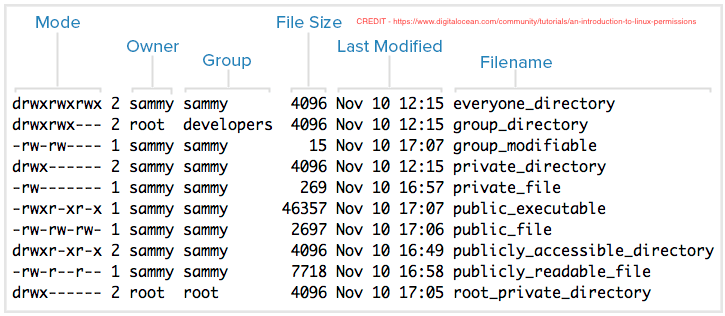 Mode
File Size
CREDIT - https://www.digitalocean.com/community/tutorials/an-introduction-to-linux-permissions
Owner
Group
Last Modified
Filename
drwxrwxrwx 2 sammy sammy 4096 Nov 10 12:15 everyone_directory
drwxrwx--- 2 root developers 4096 Nov 10 12:15 group_directory
-rw-rw---- 1 sammy sammy 15 Nov 10 17:07 group_modifiable
drwx------ 2 sammy sammy 4096 Nov 10 12:15 private_directory
-rw------- 1 sammy sammy 269 Nov 10 16:57 private_file
-rwxr-xr-x 1 sammy sammy 46357 Nov 10 17:07 public_executable
-rw-rw-rw- 1 sammy sammy 2697 Nov 10 17:06 public_file
drwxr-xr-x 2 sammy sammy 4096 Nov 10 16:49 publicly_accessible_directory
-rw-r--r-- 1 sammy sammy 7718 Nov 10 16:58 publicly_readable_file
drwx------ 2 root root 4096 Nov 10 17:05 root_private_directory